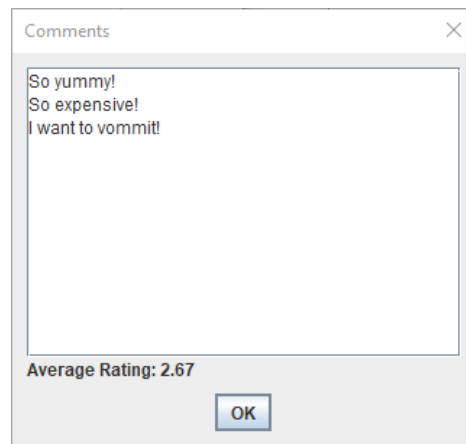 Comments
So yummy!
So expensive!
I want to vommit!
Average Rating: 2.67
OK